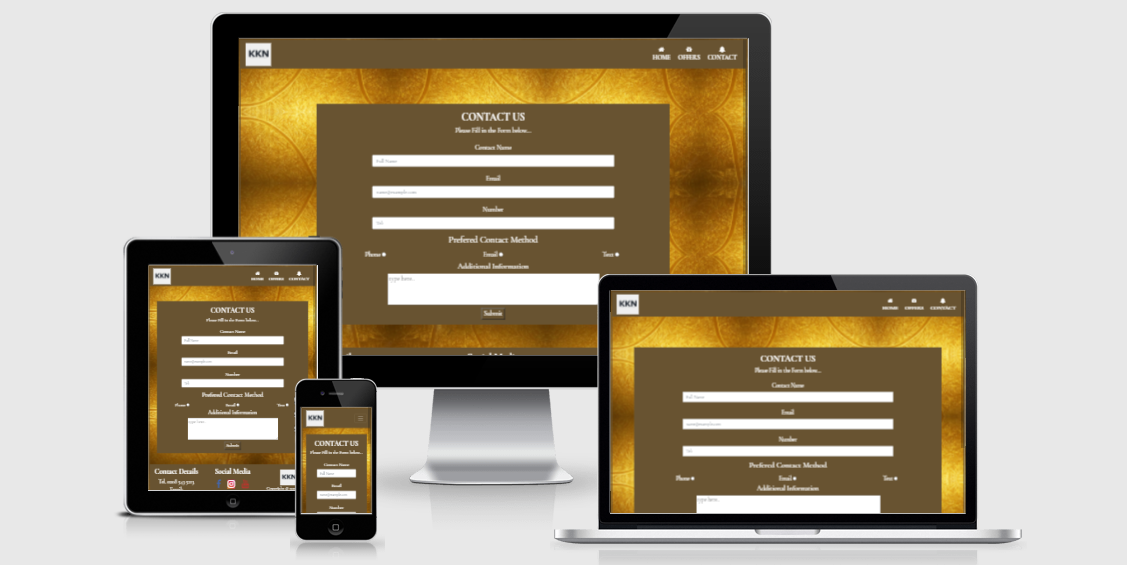 KKN
HOME OFFERS CONTACT
CONTACT US
Please Fill in the Form below...
Contact Name
Full Name
Email
name@example.com
Number
Tel.
Prefered Contact Method
Phone Email Text
Additional Information
type here...
Submit
KKN
HOME OFFERS CONTACT
CONTACT US
Please Fill in the Form below...
Contact Name
Full Name
Email
name@example.com
Number
Tel.
Prefered Contact Method
Phone Email Text
Additional Information
type here...
Submit
Contact Details Social Media KKN
KKN
CONTACT US
Please Fill in the Form below...
Contact Name
Full Name
Email
name@example.com
Number
KKN
HOME OFFERS CONTACT
CONTACT US
Please Fill in the Form below...
Contact Name
Full Name
Email
name@example.com
Number
Tel.
Prefered Contact Method
Phone Email Text
Additional Information
type here...